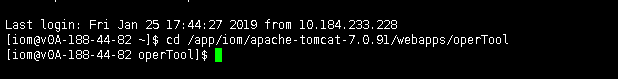 Last login: Fri Jan 25 17:44:27 2019 from 10.184.233.228
[iom@v0A-188-44-82 ~]$ cd /app/iom/apache-tomcat-7.0.91/webapps/operTool
[iom@v0A-188-44-82 operTool]$